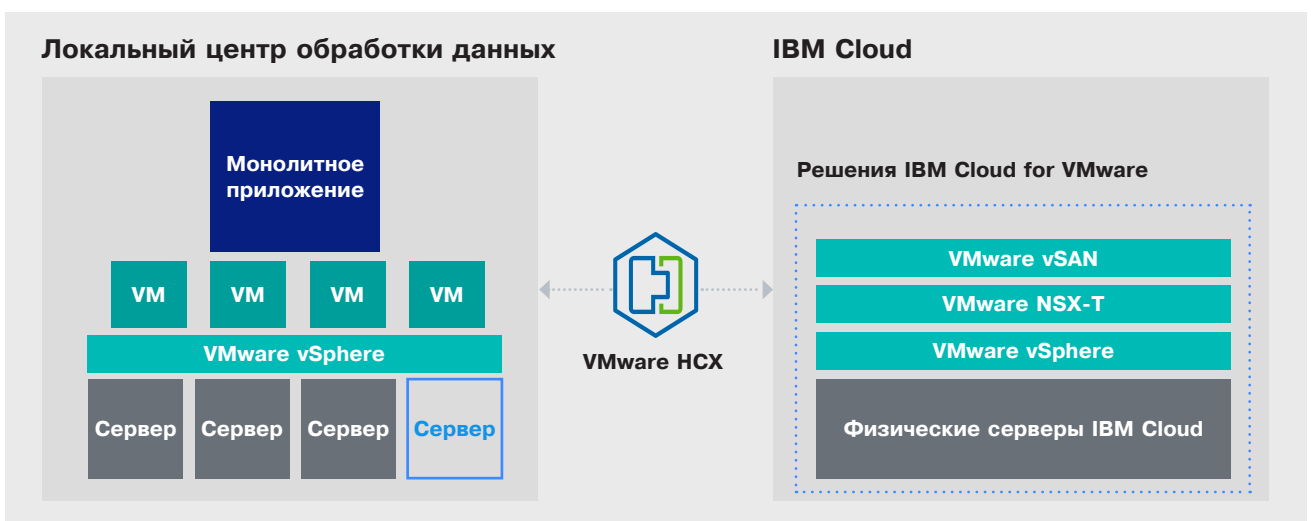 Локальный центр обработки данных
Монолитное
приложение
VM VM VM VM
VMware vSphere
Сервер Сервер Сервер Сервер
VMware HCX
IBM Cloud
Решения IBM Cloud for VMware
VMware vSAN
VMware NSX-T
VMware vSphere
Физические серверы IBM Cloud